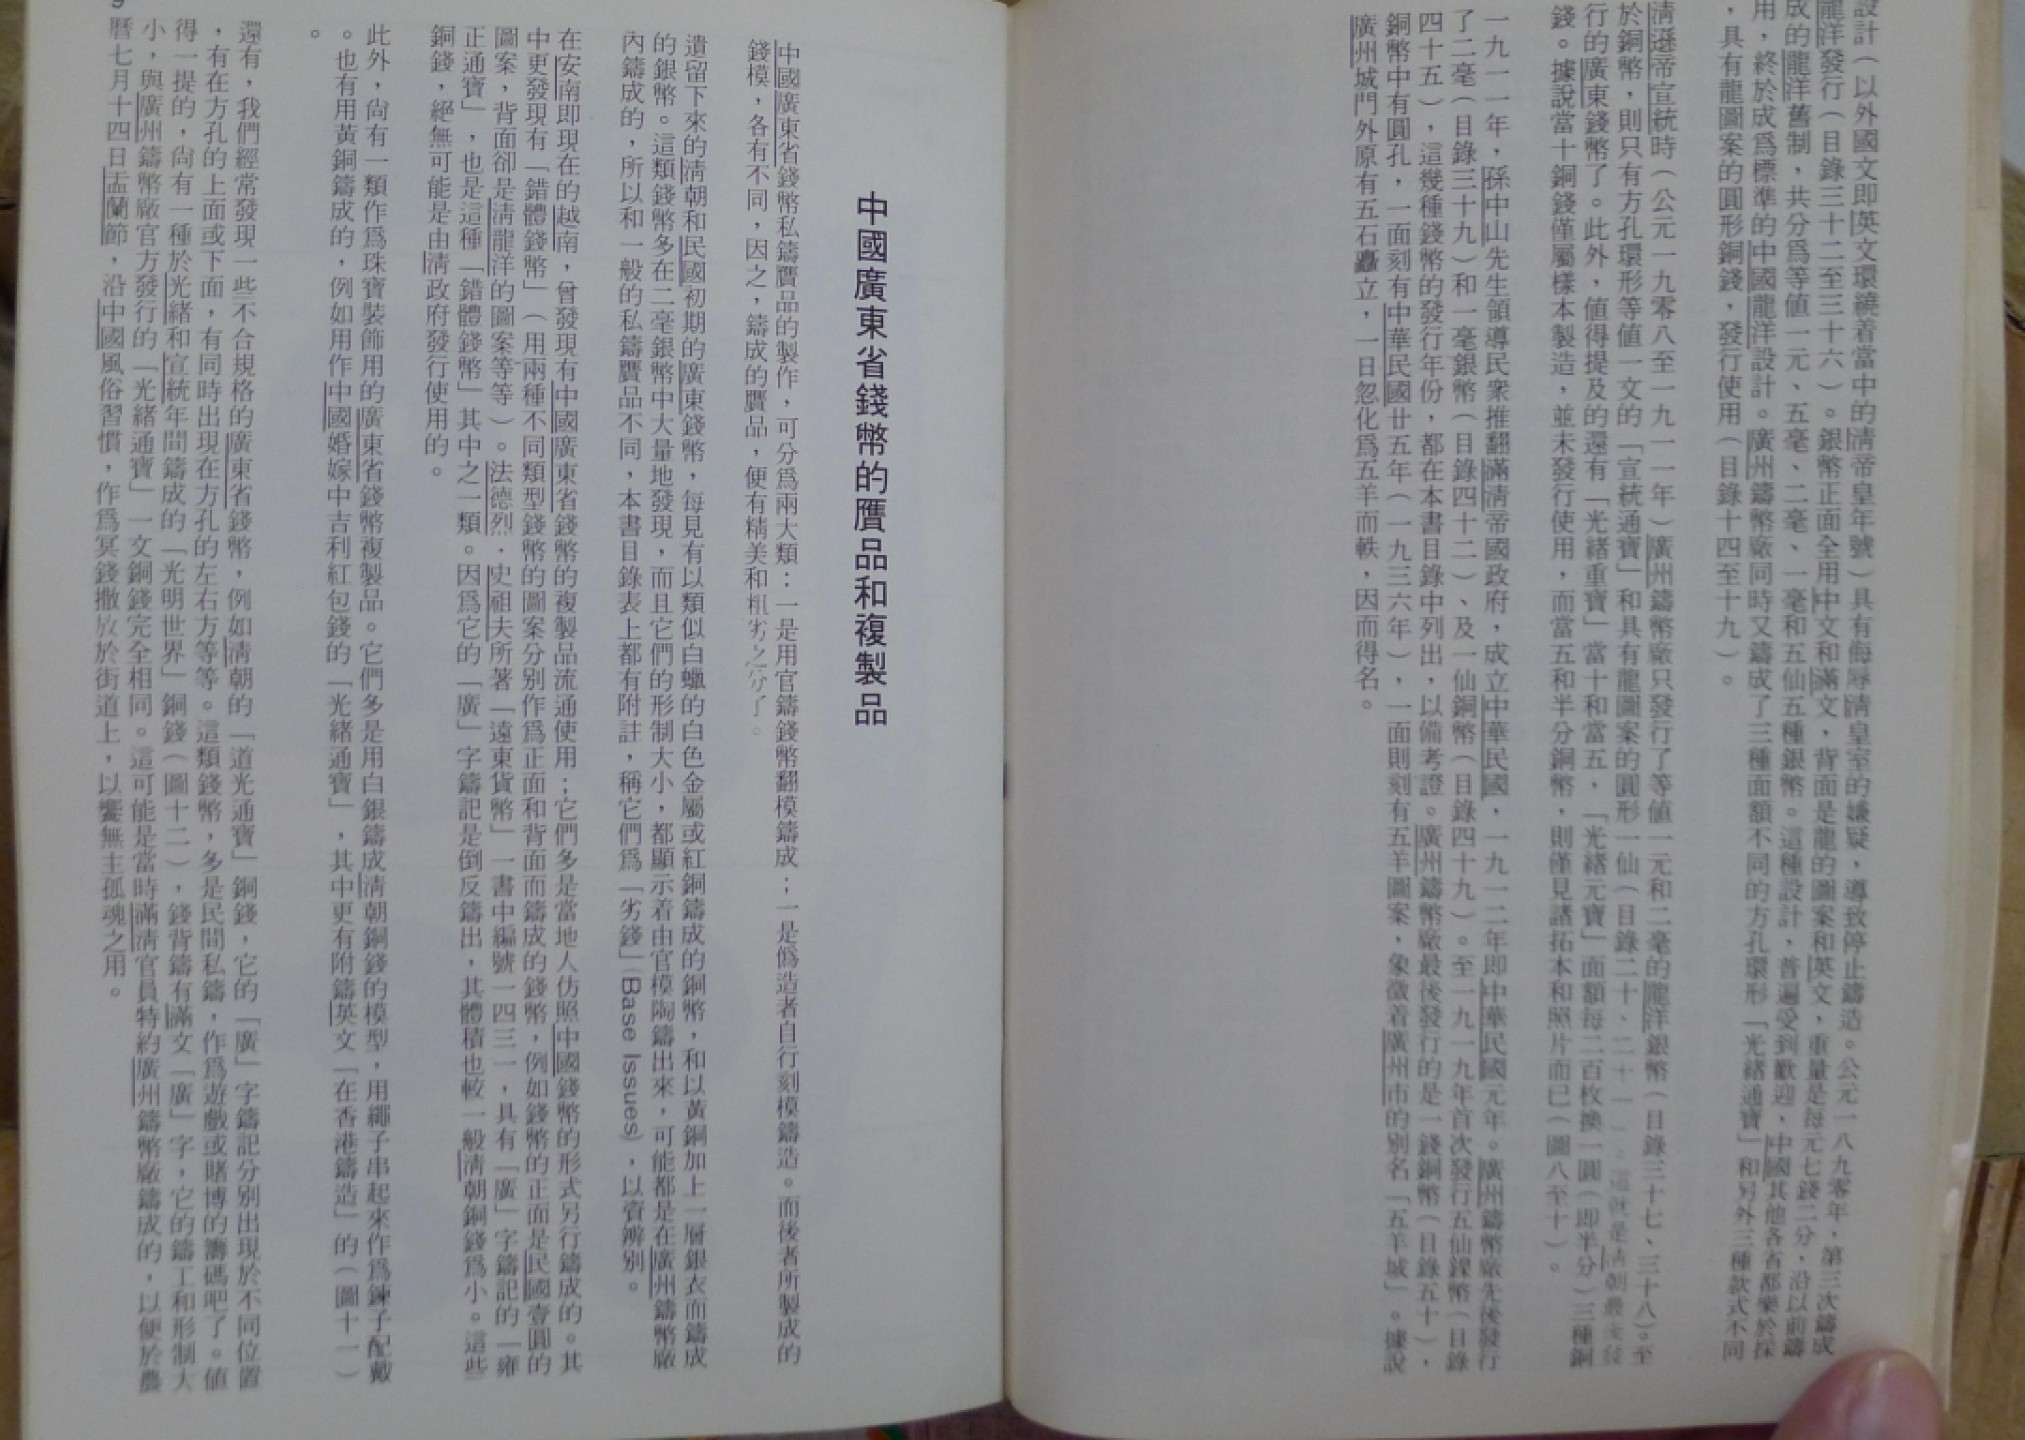 設計（以外國文即英文環繞着當中的淸帝皇年號）具有侮辱淸皇室的嫌疑，導致停止鑄造。公元一八九零年，第三次鑄成
龍洋發行（目錄三十二至三十六）。銀幣正面全用中文和滿文，背面是龍的圖案和英文，重量是每元七錢二分，沿以前鑄
成的龍洋舊制，共分爲等値一元、五毫、二毫、一毫和五仙五種銀幣。這種設計，普遍受到歡迎，中國其他各省都樂於採
用，終於成爲標準的中國龍洋設計。廣州鑄幣廠同時又鑄成了三種面額不同的方孔環形「光緒通寶」和另外三種款式不同
，具有龍圖案的圓形銅錢，發行使用（目錄十四至十九）。
淸遜帝宣統時（公元一九零八至一九一一年）廣州鑄幣廠只發行了等値一元和二毫的龍洋銀幣（目錄三十七、三十八）。至
於銅幣，則只有方孔環形等値一文的「宣統通寶」和具有龍圖案的圓形一仙（目錄二十、二十一）：這就是淸朝最末發
行的廣東錢幣了。此外，値得提及的還有「光緒重寶」當十和當五，「光緒元寶」面額每二百枚換一圓（卽半分）三種銅
錢。據說當十銅錢僅屬樣本製造，並未發行使用，而當五和半分銅幣，則僅見諸拓本和照片而已（圖八至十）。
一九一一年，孫中山先生領導民衆推翻滿淸帝國政府，成立中華民國，一九一二年即中華民國元年。廣州鑄幣廠先後發行
了二毫（目錄三十九）和一毫銀幣（目錄四十二）、及一仙銅幣（目錄四十九）。至一九一九年首次發行五仙鎳幣（目錄
四十五），這幾種錢幣的發行年份，都在本書目錄中列出，以備考證。廣州鑄幣廠最後發行的是一錢銅幣（目錄五十），
銅幣中有圓孔，一面刻有中華民國廿五年（一九三六年），一面則刻有五羊圖案，象徵着廣州市的別名「五羊城」。據說
廣州城門外原有五石矗立，一日忽化爲五羊而軼，因而得名。
中國廣東省錢幣的贋品和複製品
中國廣東省錢幣私鑄贋品的製作，可分爲兩大類：一是用官鑄錢幣翻模鑄成；一是僞造者自行刻模鑄造。而後者所製成的
錢模，各有不同，因之，鑄成的贋品，便有精美和粗劣之分了。
遺留下來的淸朝和民國初期的廣東錢幣，每見有以類似白蠟的白色金屬或紅銅鑄成的銅幣，和以黃銅加上一層銀衣而鑄成
的銀幣。這類錢幣多在二毫銀幣中大量地發現，而且它們的形制大小，都顯示着由官模陶鑄出來，可能都是在廣州鑄幣廠
內鑄成的，所以和一般的私鑄贋品不同，本書目錄表上都有附註，稱它們爲「劣錢」（Base Issues），以資辨別。
在安南即現在的越南，曾發現有中國廣東省錢幣的複製品流通使用；它們多是當地人仿照中國錢幣的形式另行鑄成的。其
中更發現有「錯體錢幣」（用兩種不同類型錢幣的圖案分別作爲正面和背面而鑄成的錢幣，例如錢幣的正面是民國壹圓的
圖案，背面卻是淸龍洋的圖案等等）。法德烈．史祖夫所著「遠東貨幣」一書中編號一四三一，具有「廣」字鑄記的「雍
正通寶」，也是這種「錯體錢幣」其中之一類。因爲它的「廣」字鑄記是倒反鑄出，其體積也較一般淸朝銅錢爲小。這些
銅錢，絕無可能是由淸政府發行使用的。
此外，尙有一類作爲珠寶裝飾用的廣東省錢幣複製品。它們多是用白銀鑄成淸朝銅錢的模型，用繩子串起來作爲鍊子配戴
。也有用黃銅鑄成的，例如用作中國婚嫁中吉利紅包錢的「光緒通寶」，其中更有附鑄英文「在香港鑄造」的（圖十一）
。
還有，我們經常發現一些不合規格的廣東省錢幣，例如淸朝的「道光通寶」銅錢，它的「廣」字鑄記分別出現於不同位置
，有在方孔的上面或下面，有同時出現在方孔的左右方等等。這類錢幣，多是民間私鑄，作爲遊戲或賭博的籌碼吧了。値
得一提的，尙有一種於光緒和宣統年間鑄成的「光明世界」銅錢（圖十二），錢背鑄有滿文「廣」字，它的鑄工和形制大
小，與廣州鑄幣廠官方發行的「光緒通寶」一文銅錢完全相同。這可能是當時滿淸官員特約廣州鑄幣廠鑄成的，以便於農
曆七月十四日盂蘭節，沿中國風俗習慣，作爲冥錢撒放於街道上，以饗無主孤魂之用。